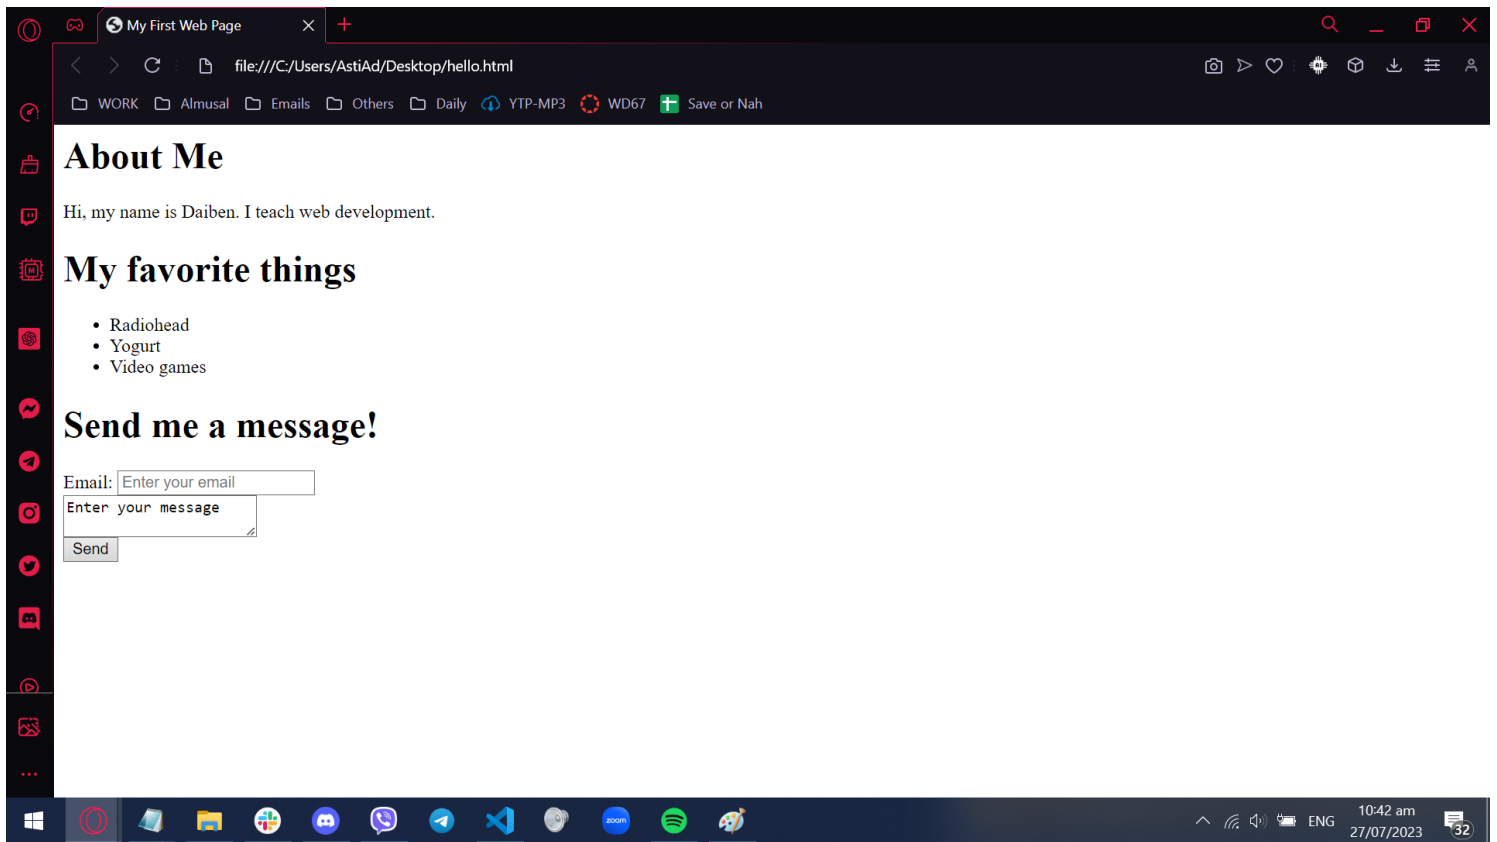 My First Web Page
file:///C:/Users/AstiAd/Desktop/hello.html
WORK Almusal Emails Others Daily YTP-MP3 WD67 Save or Nah
About Me
Hi, my name is Daiben. I teach web development.
My favorite things
Radiohead
Yogurt
Video games
Send me a message!
Email: Enter your email
Enter your message
Send
zoom
ENG
10:42 am
27/07/2023
32